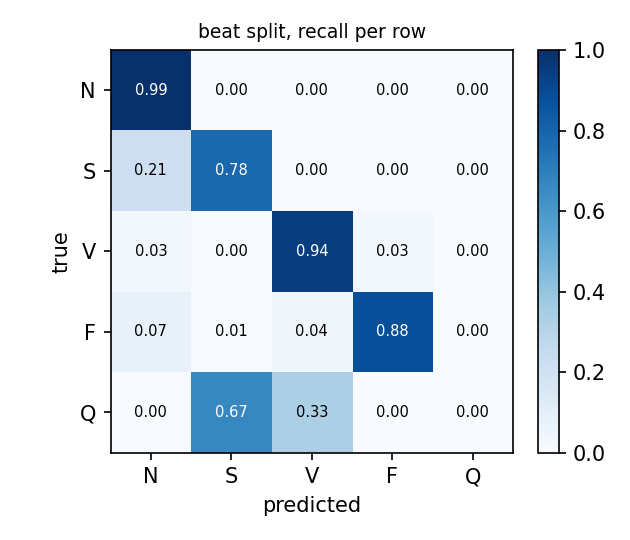 beat split, recall per row
N 0.99 0.00 0.00 0.00 0.00
S 0.21 0.78 0.00 0.00 0.00
V 0.03 0.00 0.94 0.03 0.00
F 0.07 0.01 0.04 0.88 0.00
Q 0.00 0.67 0.33 0.00 0.00
N S V F Q
predicted
true
1.0
0.8
0.6
0.4
0.2
0.0